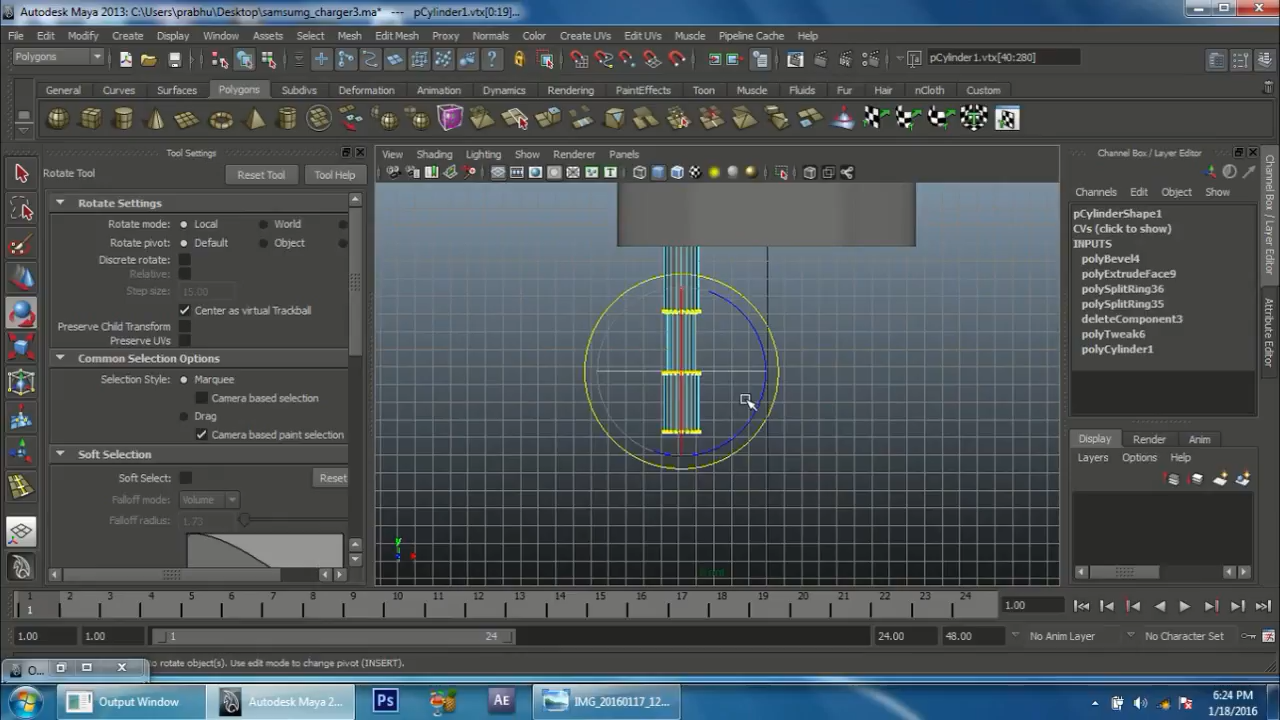 Autodesk Maya 2013: C:\Users\prabhu\Desktop\samsumg_charger3.ma* --- pCylinder1.vtx[0:19]...
File Edit Modify Create Display Window Assets Select Mesh Edit Mesh Proxy Normals Color Create UVs Edit UVs Muscle Pipeline Cache Help
Polygons pCylinder1.vtx[40:280]
General Curves Surfaces Polygons Subdivs Deformation Animation Dynamics Rendering PaintEffects Toon Muscle Fluids Fur Hair nCloth Custom
Tool Settings
Rotate Tool Reset Tool Tool Help
Rotate Settings
Rotate mode: Local World
Rotate pivot: Default Object
Discrete rotate:
Relative:
Step size: 15.00
Center as virtual Trackball
Preserve Child Transform
Preserve UVs
Common Selection Options
Selection Style: Marquee
Camera based selection
Drag
Camera based paint selection
Soft Selection
Soft Select: Reset
Falloff mode: Volume
Falloff radius: 1.73
View Shading Lighting Show Renderer Panels
y
Channel Box / Layer Editor
Channels Edit Object Show
pCylinderShape1
CVs (click to show)
INPUTS
polyBevel4
polyExtrudeFace9
polySplitRing36
polySplitRing35
deleteComponent3
polyTweak6
polyCylinder1
Display Render Anim
Layers Options Help
Channel Box / Layer Editor
Attribute Editor
1 2 3 4 5 6 7 8 9 10 11 12 13 14 15 16 17 18 19 20 21 22 23 24
1 1.00
1.00 1.00 1 24 24.00 48.00 No Anim Layer No Character Set
O... to rotate object(s). Use edit mode to change pivot (INSERT).
Output Window Autodesk Maya 2... Ps AE IMG_20160117_12...
6:24 PM
1/18/2016